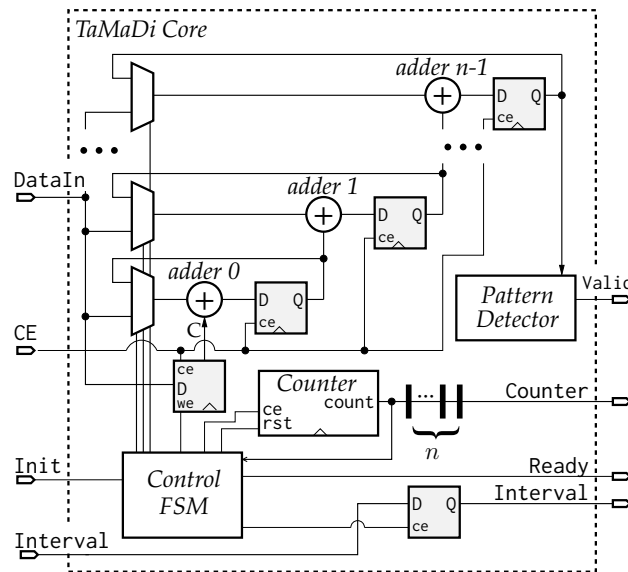 TaMaDi Core
adder n-1
D Q
ce
...
...
DataIn
adder 1
D Q
ce
adder 0
D Q
ce
Pattern
Detector
Valid
C
CE
ce
D
we
Counter
count
ce
rst
...
n
Counter
Init
Control
FSM
Ready
Interval
D Q
ce
Interval